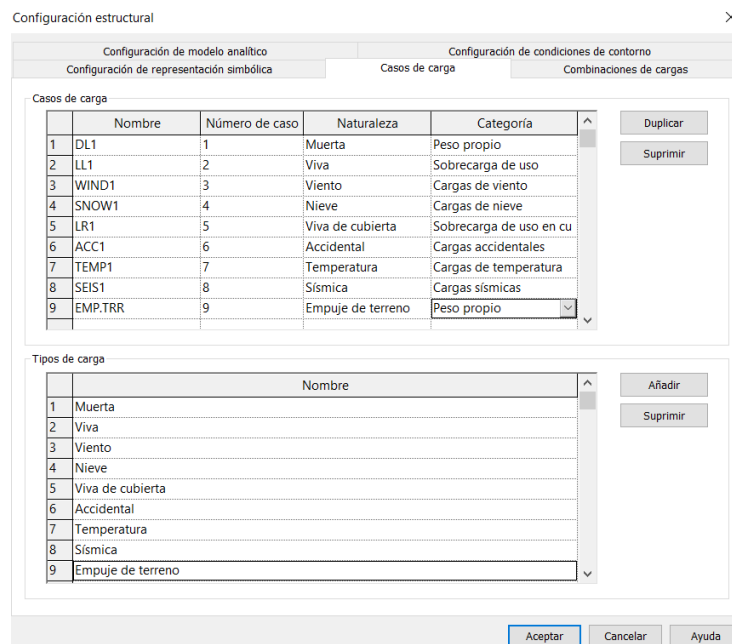 Configuración estructural
Configuración de modelo analítico Configuración de condiciones de contorno
Configuración de representación simbólica Casos de carga Combinaciones de cargas
Casos de carga
Nombre Número de caso Naturaleza Categoría Duplicar
1 DL1 1 Muerta Peso propio
Suprimir
2 LL1 2 Viva Sobrecarga de uso
3 WIND1 3 Viento Cargas de viento
4 SNOW1 4 Nieve Cargas de nieve
5 LR1 5 Viva de cubierta Sobrecarga de uso en cu
6 ACC1 6 Accidental Cargas accidentales
7 TEMP1 7 Temperatura Cargas de temperatura
8 SEIS1 8 Sísmica Cargas sísmicas
9 EMP.TRR 9 Empuje de terreno Peso propio
Tipos de carga
Nombre Añadir
1 Muerta
Suprimir
2 Viva
3 Viento
4 Nieve
5 Viva de cubierta
6 Accidental
7 Temperatura
8 Sísmica
9 Empuje de terreno
Aceptar Cancelar Ayuda